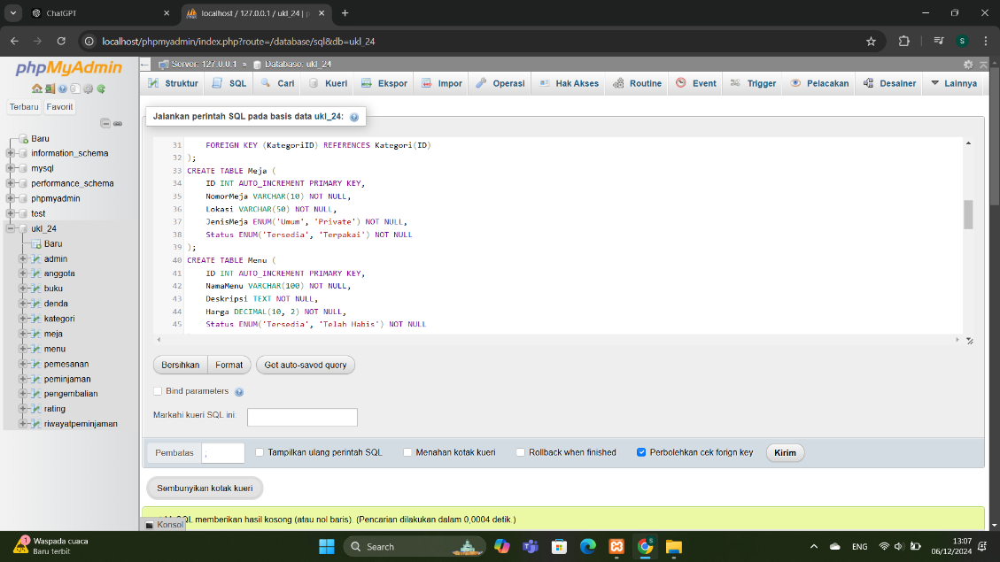 ChatGPT
localhost / 127.0.0.1 / ukl_24 | p
localhost/phpmyadmin/index.php?route=/database/sql&db=ukl_24
S
phpMyAdmin
Terbaru Favorit
Baru
information_schema
mysql
performance_schema
phpmyadmin
test
ukl_24
Baru
admin
anggota
buku
denda
kategori
meja
menu
pemesanan
peminjaman
pengembalian
rating
riwayatpeminjaman
Server: 127.0.0.1 » Database: ukl_24
Struktur SQL Cari Kueri Ekspor Impor Operasi Hak Akses Routine Event Trigger Pelacakan Desainer Lainnya
Jalankan perintah SQL pada basis data ukl_24:
31 FOREIGN KEY (KategoriID) REFERENCES Kategori(ID)
32 );
33 CREATE TABLE Meja (
34 ID INT AUTO_INCREMENT PRIMARY KEY,
35 NomorMeja VARCHAR(10) NOT NULL,
36 Lokasi VARCHAR(50) NOT NULL,
37 JenisMeja ENUM('Umum', 'Private') NOT NULL,
38 Status ENUM('Tersedia', 'Terpakai') NOT NULL
39 );
40 CREATE TABLE Menu (
41 ID INT AUTO_INCREMENT PRIMARY KEY,
42 NamaMenu VARCHAR(100) NOT NULL,
43 Deskripsi TEXT NOT NULL,
44 Harga DECIMAL(10, 2) NOT NULL,
45 Status ENUM('Tersedia', 'Telah Habis') NOT NULL
Bersihkan Format Get auto-saved query
Bind parameters
Markahi kueri SQL ini:
Pembatas ; Tampilkan ulang perintah SQL Menahan kotak kueri Rollback when finished Perbolehkan cek forign key Kirim
Sembunyikan kotak kueri
SQL memberikan hasil kosong (atau nol baris). (Pencarian dilakukan dalam 0,0004 detik.)
Konsol
1
Waspada cuaca
Baru terbit
Search
S
ENG
13:07
06/12/2024